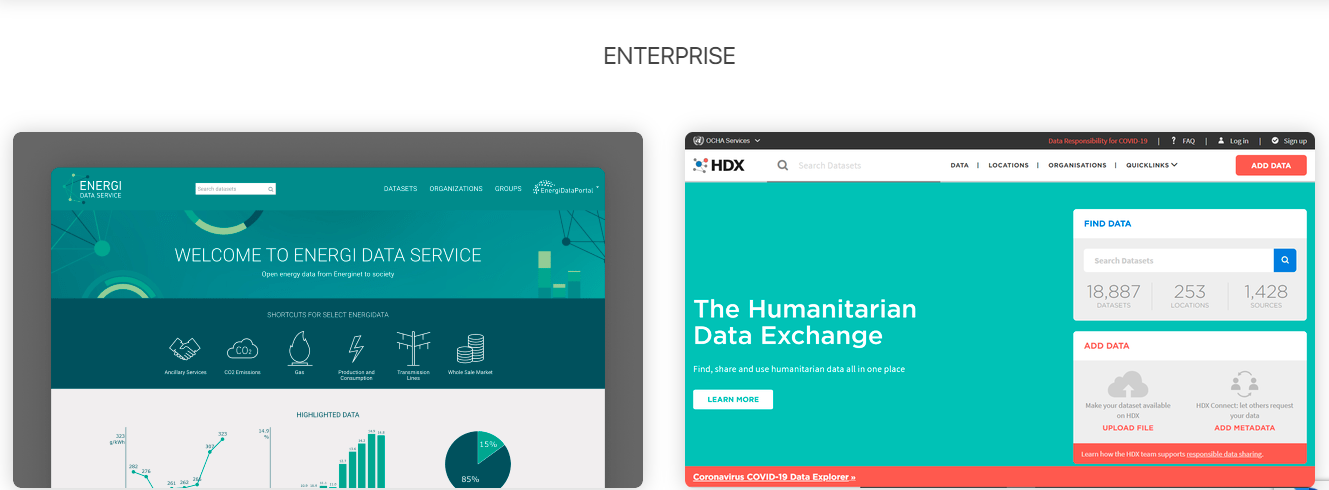 ENTERPRISE
ENERGI
DATA SERVICE
Search datasets
DATASETS ORGANIZATIONS GROUPS EnergiDataPortal
WELCOME TO ENERGI DATA SERVICE
Open energy data from Energinet to society
SHORTCUTS FOR SELECT ENERGIDATA
CO2
Ancillary Services CO2 Emissions Gas Production and Consumption Transmission Lines Whole Sale Market
HIGHLIGHTED DATA
323
g/kWh
282
276
261 262
302
323
14.9
%
15%
85%
OCHA Services
Data Responsibility for COVID-19 | ? FAQ | Log in | Sign up
HDX
Search Datasets
DATA | LOCATIONS | ORGANISATIONS | QUICKLINKS
ADD DATA
The Humanitarian
Data Exchange
Find, share and use humanitarian data all in one place
LEARN MORE
FIND DATA
Search Datasets
18,887 253 1,428
DATASETS LOCATIONS SOURCES
ADD DATA
Make your dataset available
on HDX
UPLOAD FILE
HDX Connect: let others request
your data
ADD METADATA
Learn how the HDX team supports responsible data sharing.
Coronavirus COVID-19 Data Explorer »